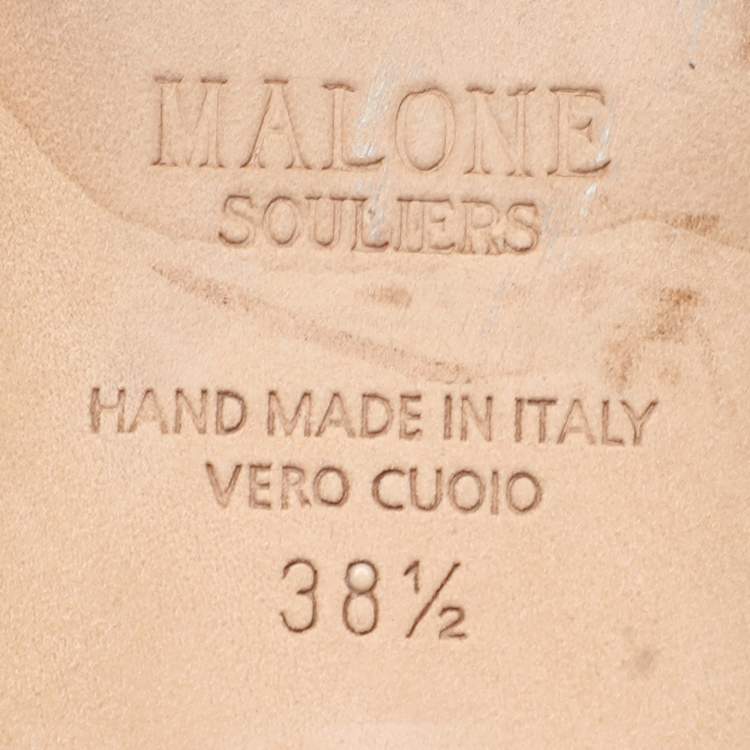 MALONE
SOULIERS
HAND MADE IN ITALY
VERO CUOIO
38½